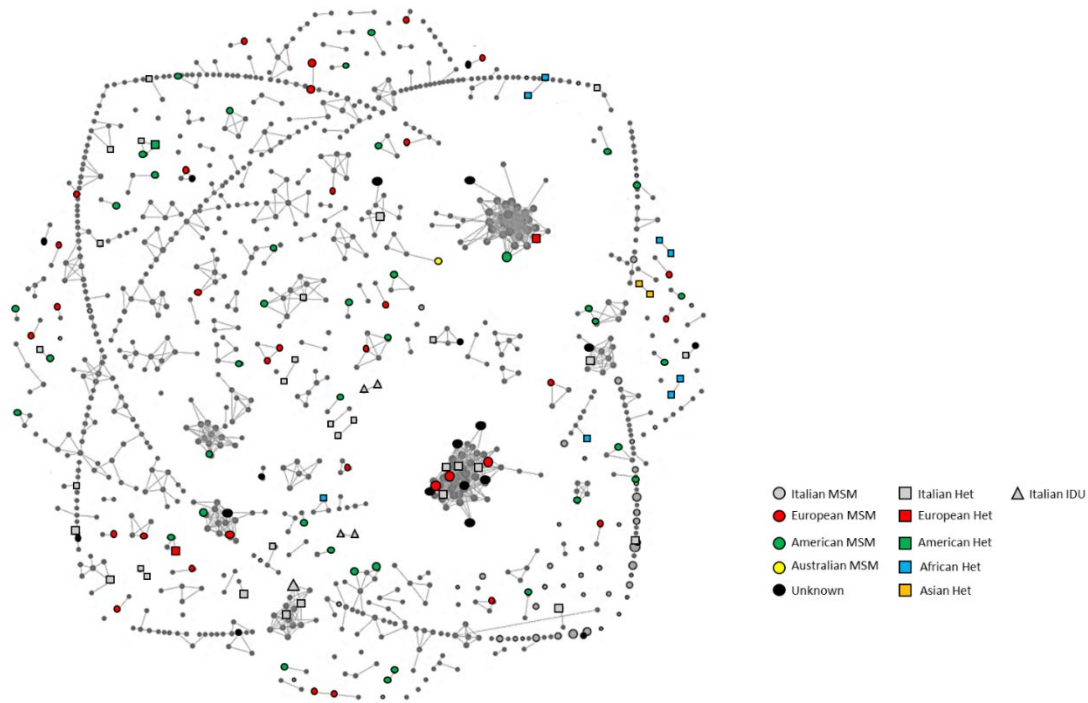 Italian MSM Italian Het Italian IDU
European MSM European Het
American MSM American Het
Australian MSM African Het
Unknown Asian Het